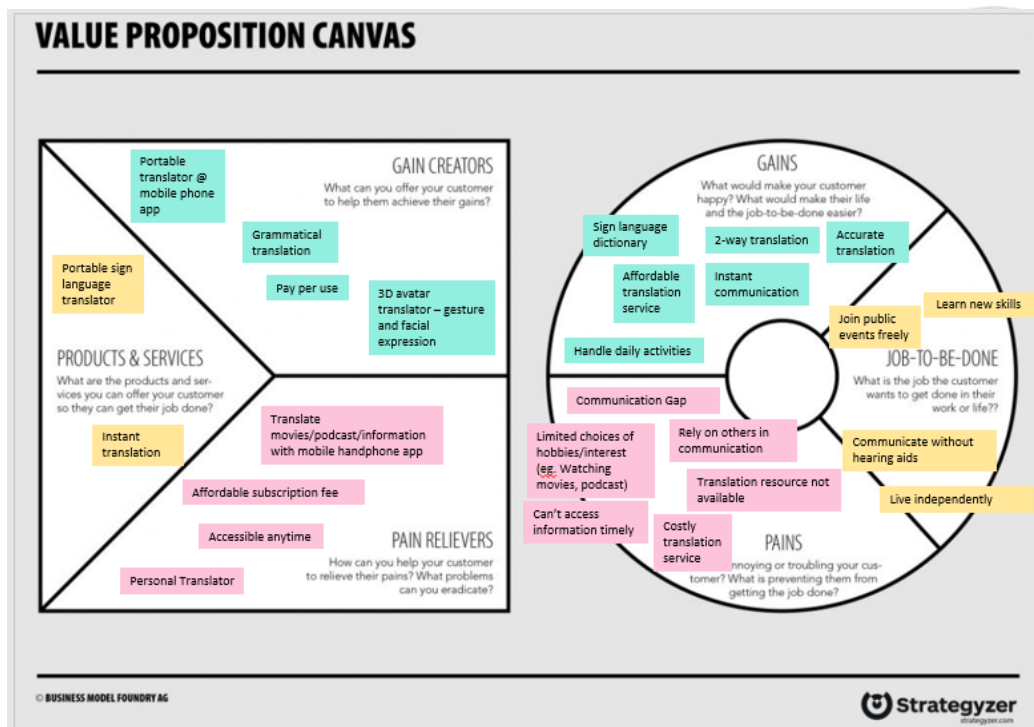 VALUE PROPOSITION CANVAS
Portable
translator @
mobile phone
app
GAIN CREATORS
What can you offer your customer
to help them achieve their gains?
Grammatical
translation
Portable sign
language
translator
Pay per use
3D avatar
translator – gesture
and facial
expression
PRODUCTS & SERVICES
What are the products and ser-
vices you can offer your customer
so they can get their job done?
Instant
translation
Translate
movies/podcast/information
with mobile handphone app
Affordable subscription fee
Accessible anytime
Personal Translator
PAIN RELIEVERS
How can you help your customer
to relieve their pains? What problems
can you eradicate?
GAINS
What would make your customer
happy? What would make their life
and the job-to-be-done easier?
Sign language
dictionary
2-way translation
Accurate
translation
Affordable
translation
service
Instant
communication
Handle daily activities
Learn new skills
Join public
events freely
JOB-TO-BE-DONE
What is the job the customer
wants to get done in their
work or life??
Communicate without
hearing aids
Live independently
Communication Gap
Limited choices of
hobbies/interest
(eg. Watching
movies, podcast)
Rely on others in
communication
Translation resource not
available
Can't access
information timely
Costly
translation
service
PAINS
nnoying or troubling your cus-
tomer? What is preventing them from
getting the job done?
© BUSINESS MODEL FOUNDRY AG
Strategyzer
strategyzer.com